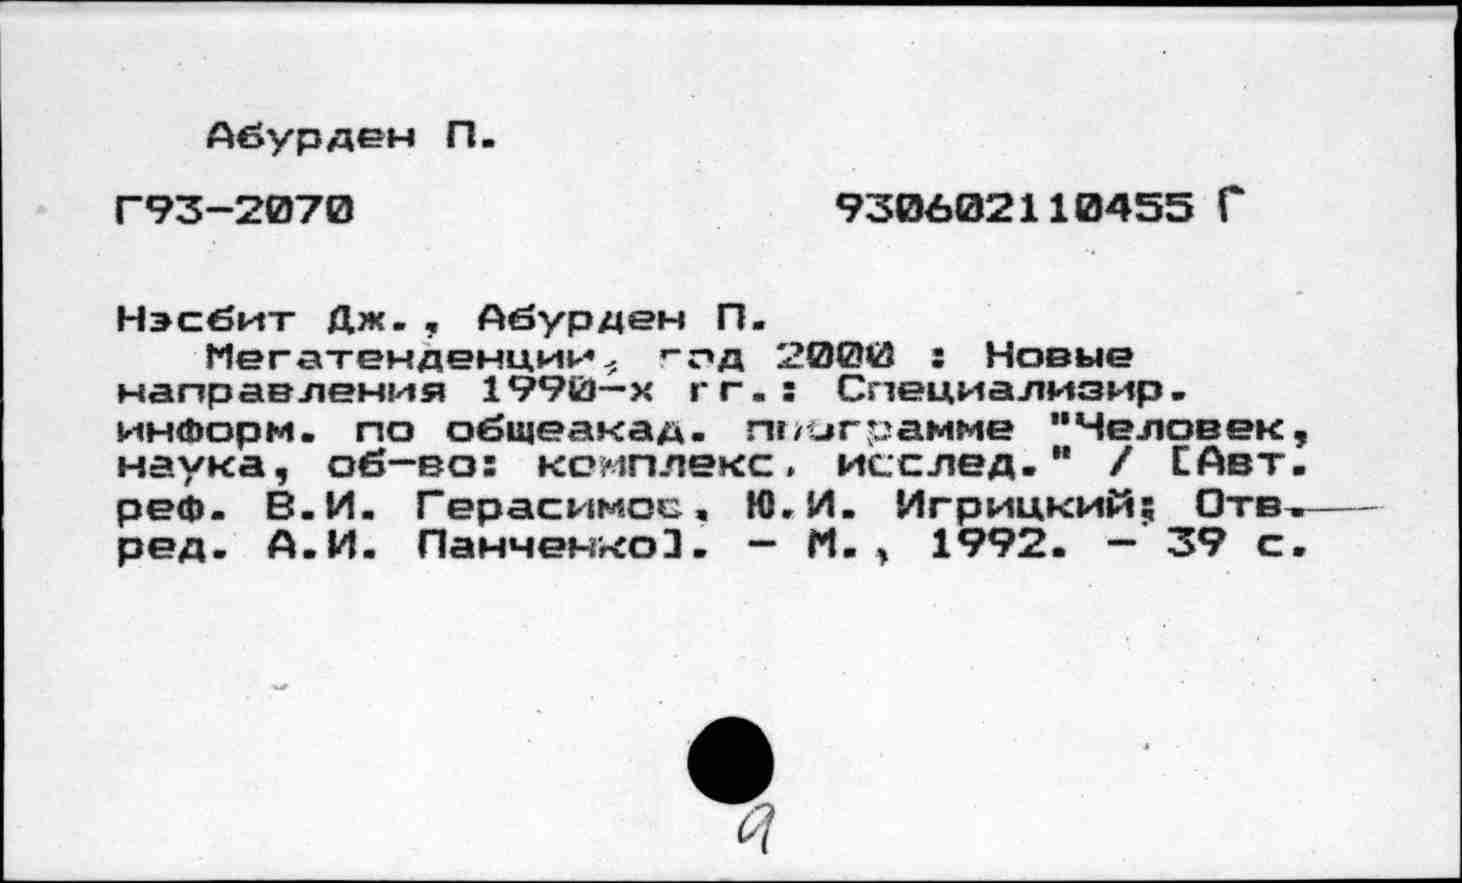 Абурден П.
Г93-2070 930602110455 Г
Нэсбит Дж., Абурден П.
Мегатенденции, год 2000 : Новые
направления 1990-х гг.: Специализир.
информ. по общеакад. программе "Человек,
наука, об-во: комплекс. исслед." / [Авт.
реф. В.И. Герасимов, Ю.И. Игрицкий; Отв.
ред. А.И. Панченко]. - М., 1992. - 39 с.